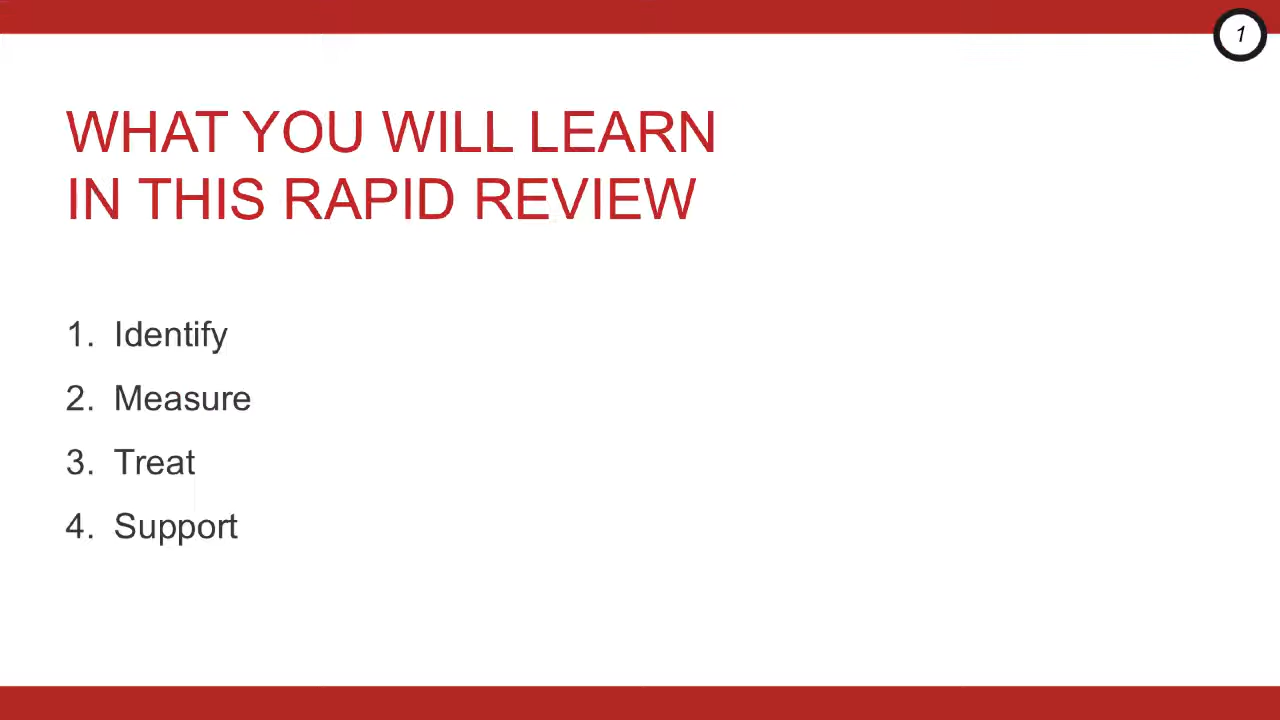 1
WHAT YOU WILL LEARN
IN THIS RAPID REVIEW
1. Identify
2. Measure
3. Treat
4. Support